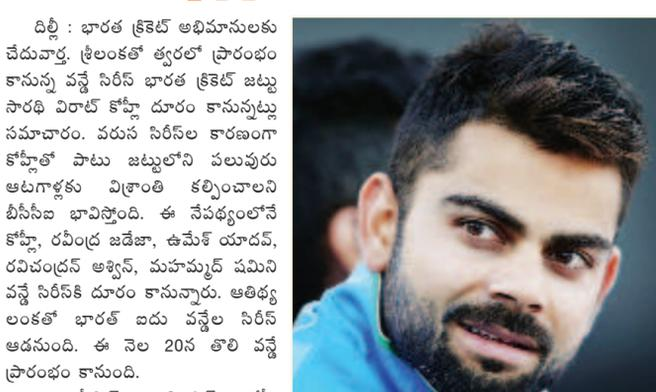 దిల్లీ : భారత క్రికెట్ అభిమానులకు
చేదువార్త. శ్రీలంకతో త్వరలో ప్రారంభం
కానున్న వన్డే సిరీస్ భారత క్రికెట్ జట్టు
సారథి విరాట్ కోహ్లీ దూరం కానున్నట్లు
సమాచారం. వరుస సిరీస్‌ల కారణంగా
కోహ్లీతో పాటు జట్టులోని పలువురు
ఆటగాళ్లకు విశ్రాంతి కల్పించాలని
బీసీసీఐ భావిస్తోంది. ఈ నేపథ్యంలోనే
కోహ్లీ, రవీంద్ర జడేజా, ఉమేశ్ యాదవ్,
రవిచంద్రన్ అశ్విన్, మహమ్మద్ షమిని
వన్డే సిరీస్‌కి దూరం కానున్నారు. ఆతిథ్య
లంకతో భారత్ ఐదు వన్డేల సిరీస్
ఆడనుంది. ఈ నెల 20న తొలి వన్డే
ప్రారంభం కానుంది.